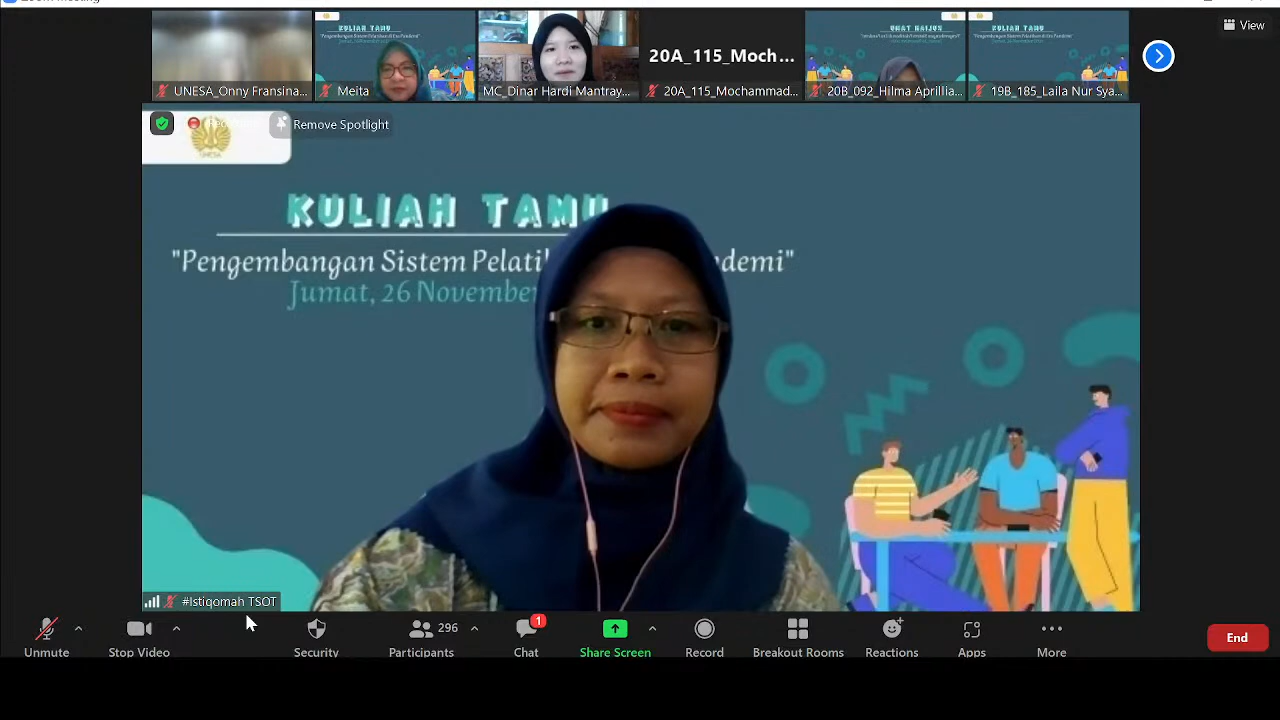 View
UNESA_Onny Fransina...
Meita
MC_Dinar Hardi Mantray...
20A_115_Moch...
20A_115_Mochammad...
20B_092_Hilma Aprillia...
KULIAH TAMU
19B_185_Laila Nur Sya...
Remove Spotlight
UNESA
KULIAH TAMU
"Pengembangan Sistem Pelati ndemi"
Jumat, 26 November
#Istiqomah TSOT
Unmute
Stop Video
Security
Participants
296
Chat
1
Share Screen
Record
Breakout Rooms
Reactions
Apps
More
End